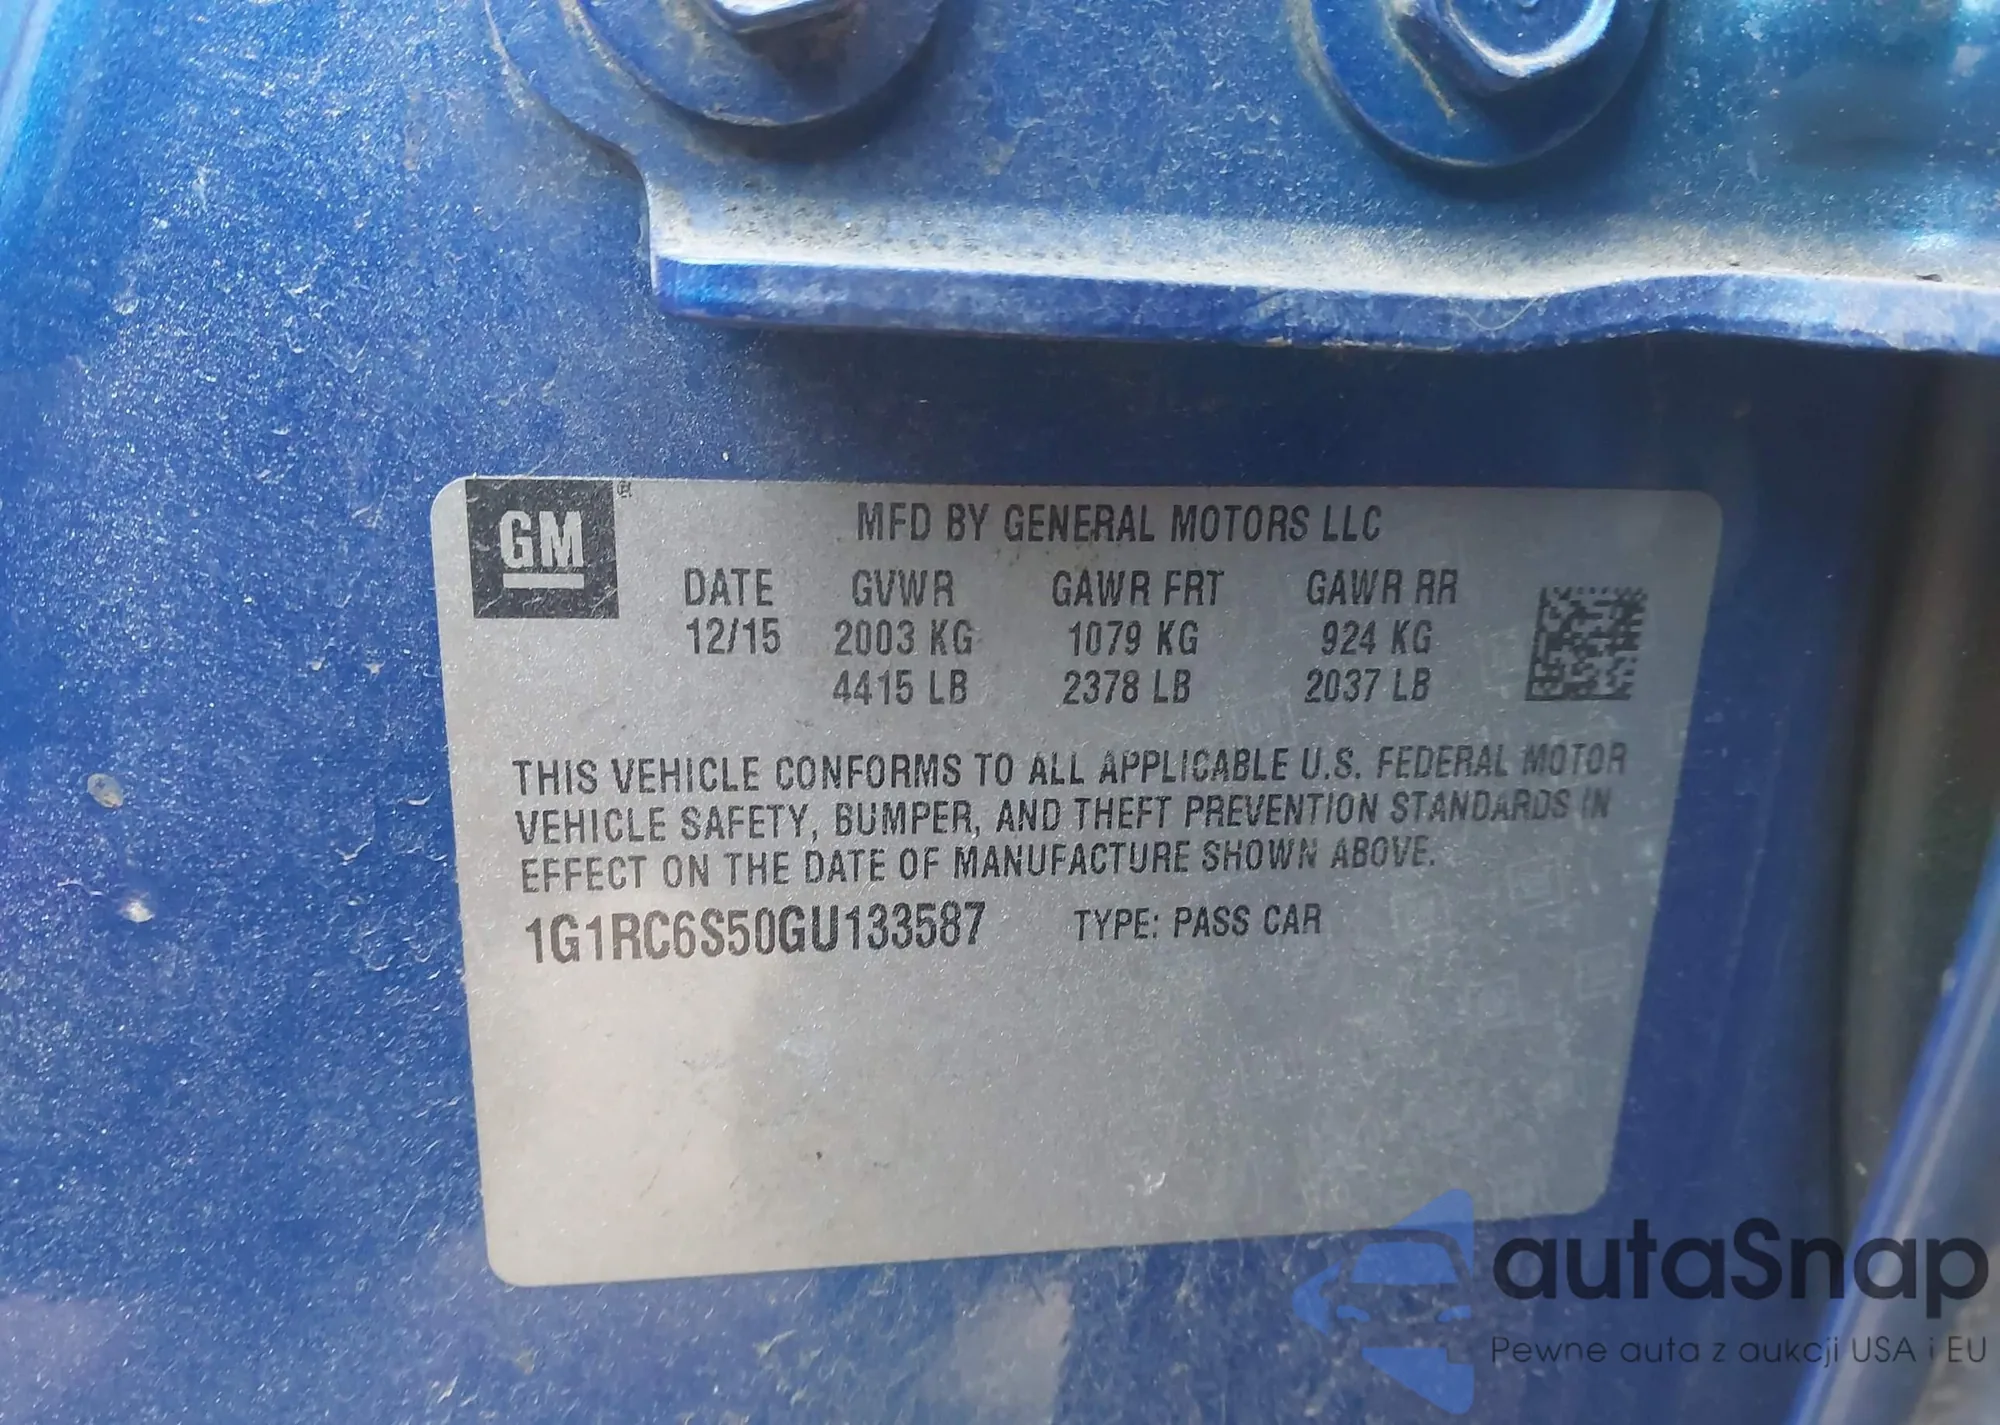 GM
MFD BY GENERAL MOTORS LLC
DATE GVWR GAWR FRT GAWR RR
12/15 2003 KG 1079 KG 924 KG
4415 LB 2378 LB 2037 LB
THIS VEHICLE CONFORMS TO ALL APPLICABLE U.S. FEDERAL MOTOR
VEHICLE SAFETY, BUMPER, AND THEFT PREVENTION STANDARDS IN
EFFECT ON THE DATE OF MANUFACTURE SHOWN ABOVE.
1G1RC6S50GU133587 TYPE: PASS CAR
autaSnap
Pewne auta z aukcji USA i EU